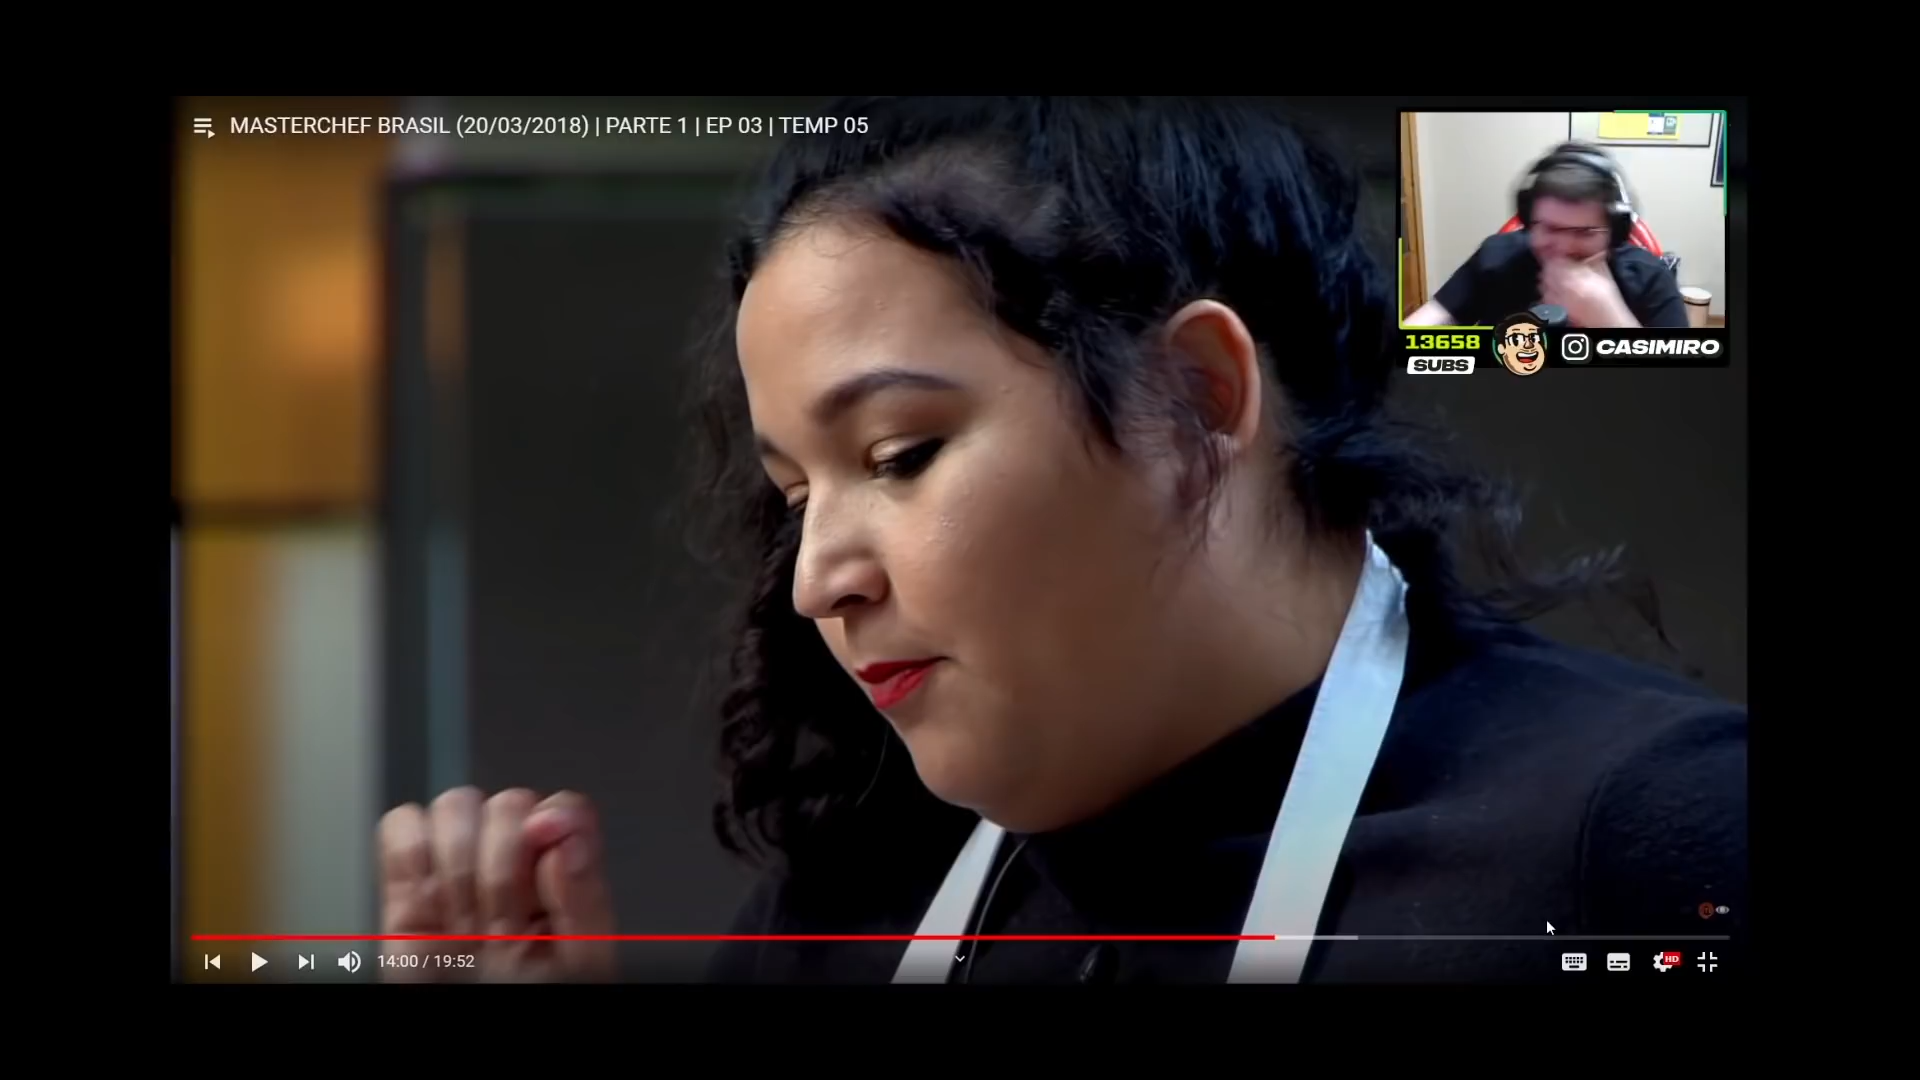 MASTERCHEF BRASIL (20/03/2018) | PARTE 1 | EP 03 | TEMP 05
13658
SUBS
CASIMIRO
14:00 / 19:52
HD